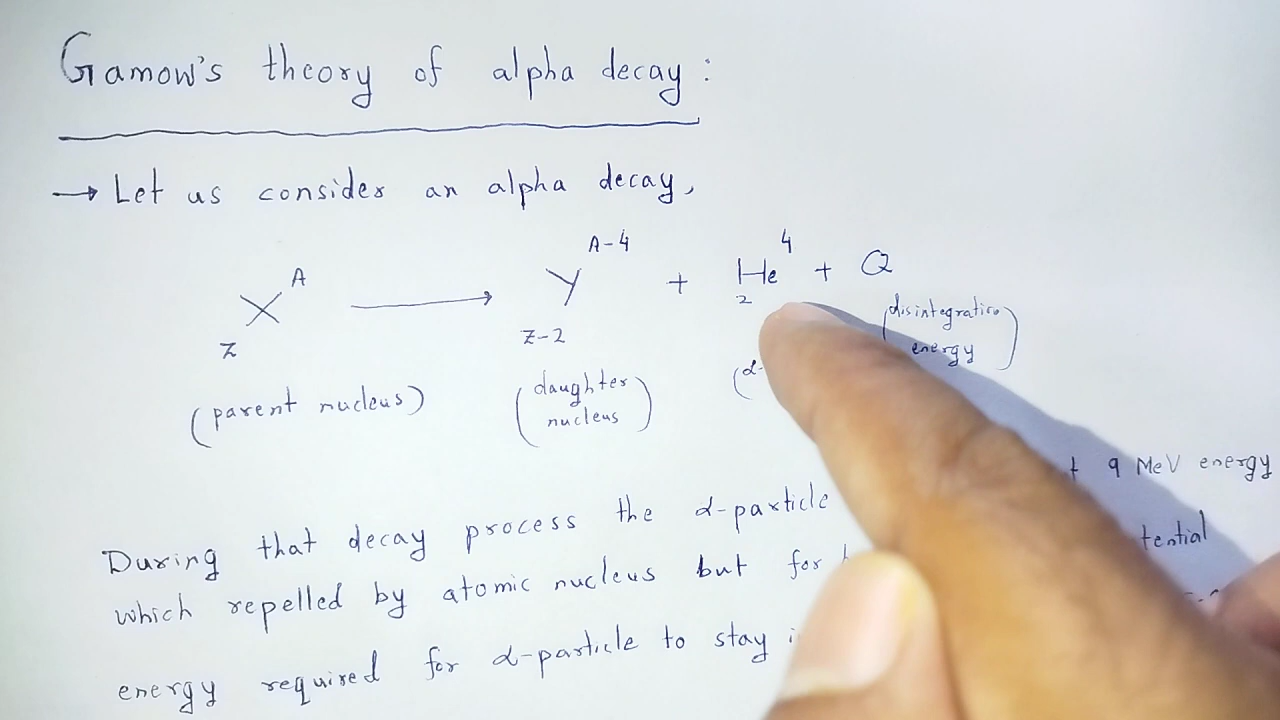 Gamow's theory of alpha decay :
→ Let us consider an alpha decay,
X A Z → Y A-4 Z-2 + He 4 2 + Q
(parent nucleus) (daughter nucleus) (α- (disintegration energy)
During that decay process the α-particle 9 MeV energy
which repelled by atomic nucleus but for tential
energy required for α-particle to stay